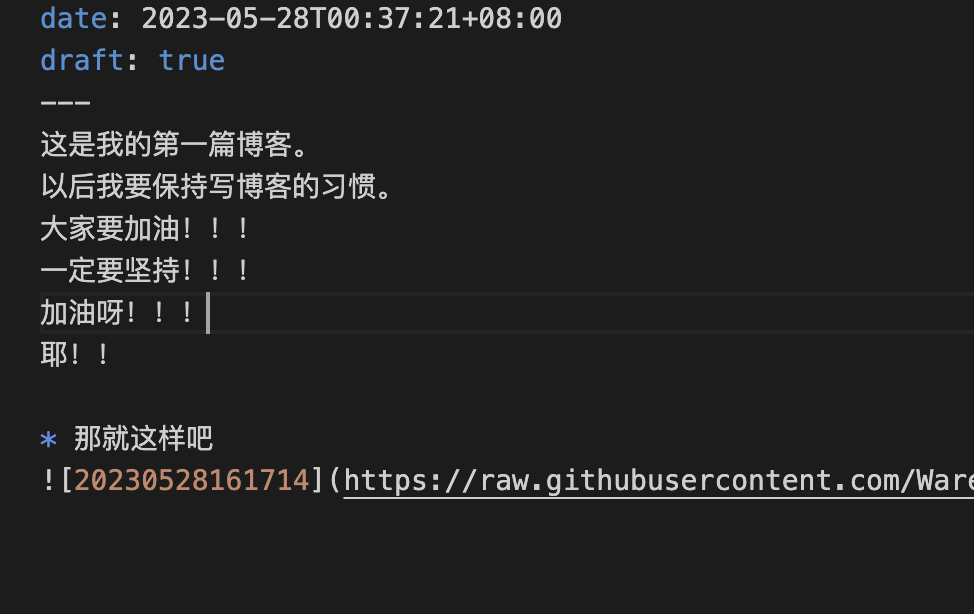 date: 2023-05-28T00:37:21+08:00
draft: true
---
这是我的第一篇博客。
以后我要保持写博客的习惯。
大家要加油！！！
一定要坚持！！！
加油呀！！！
耶！！
* 那就这样吧
![20230528161714](https://raw.githubusercontent.com/Ware